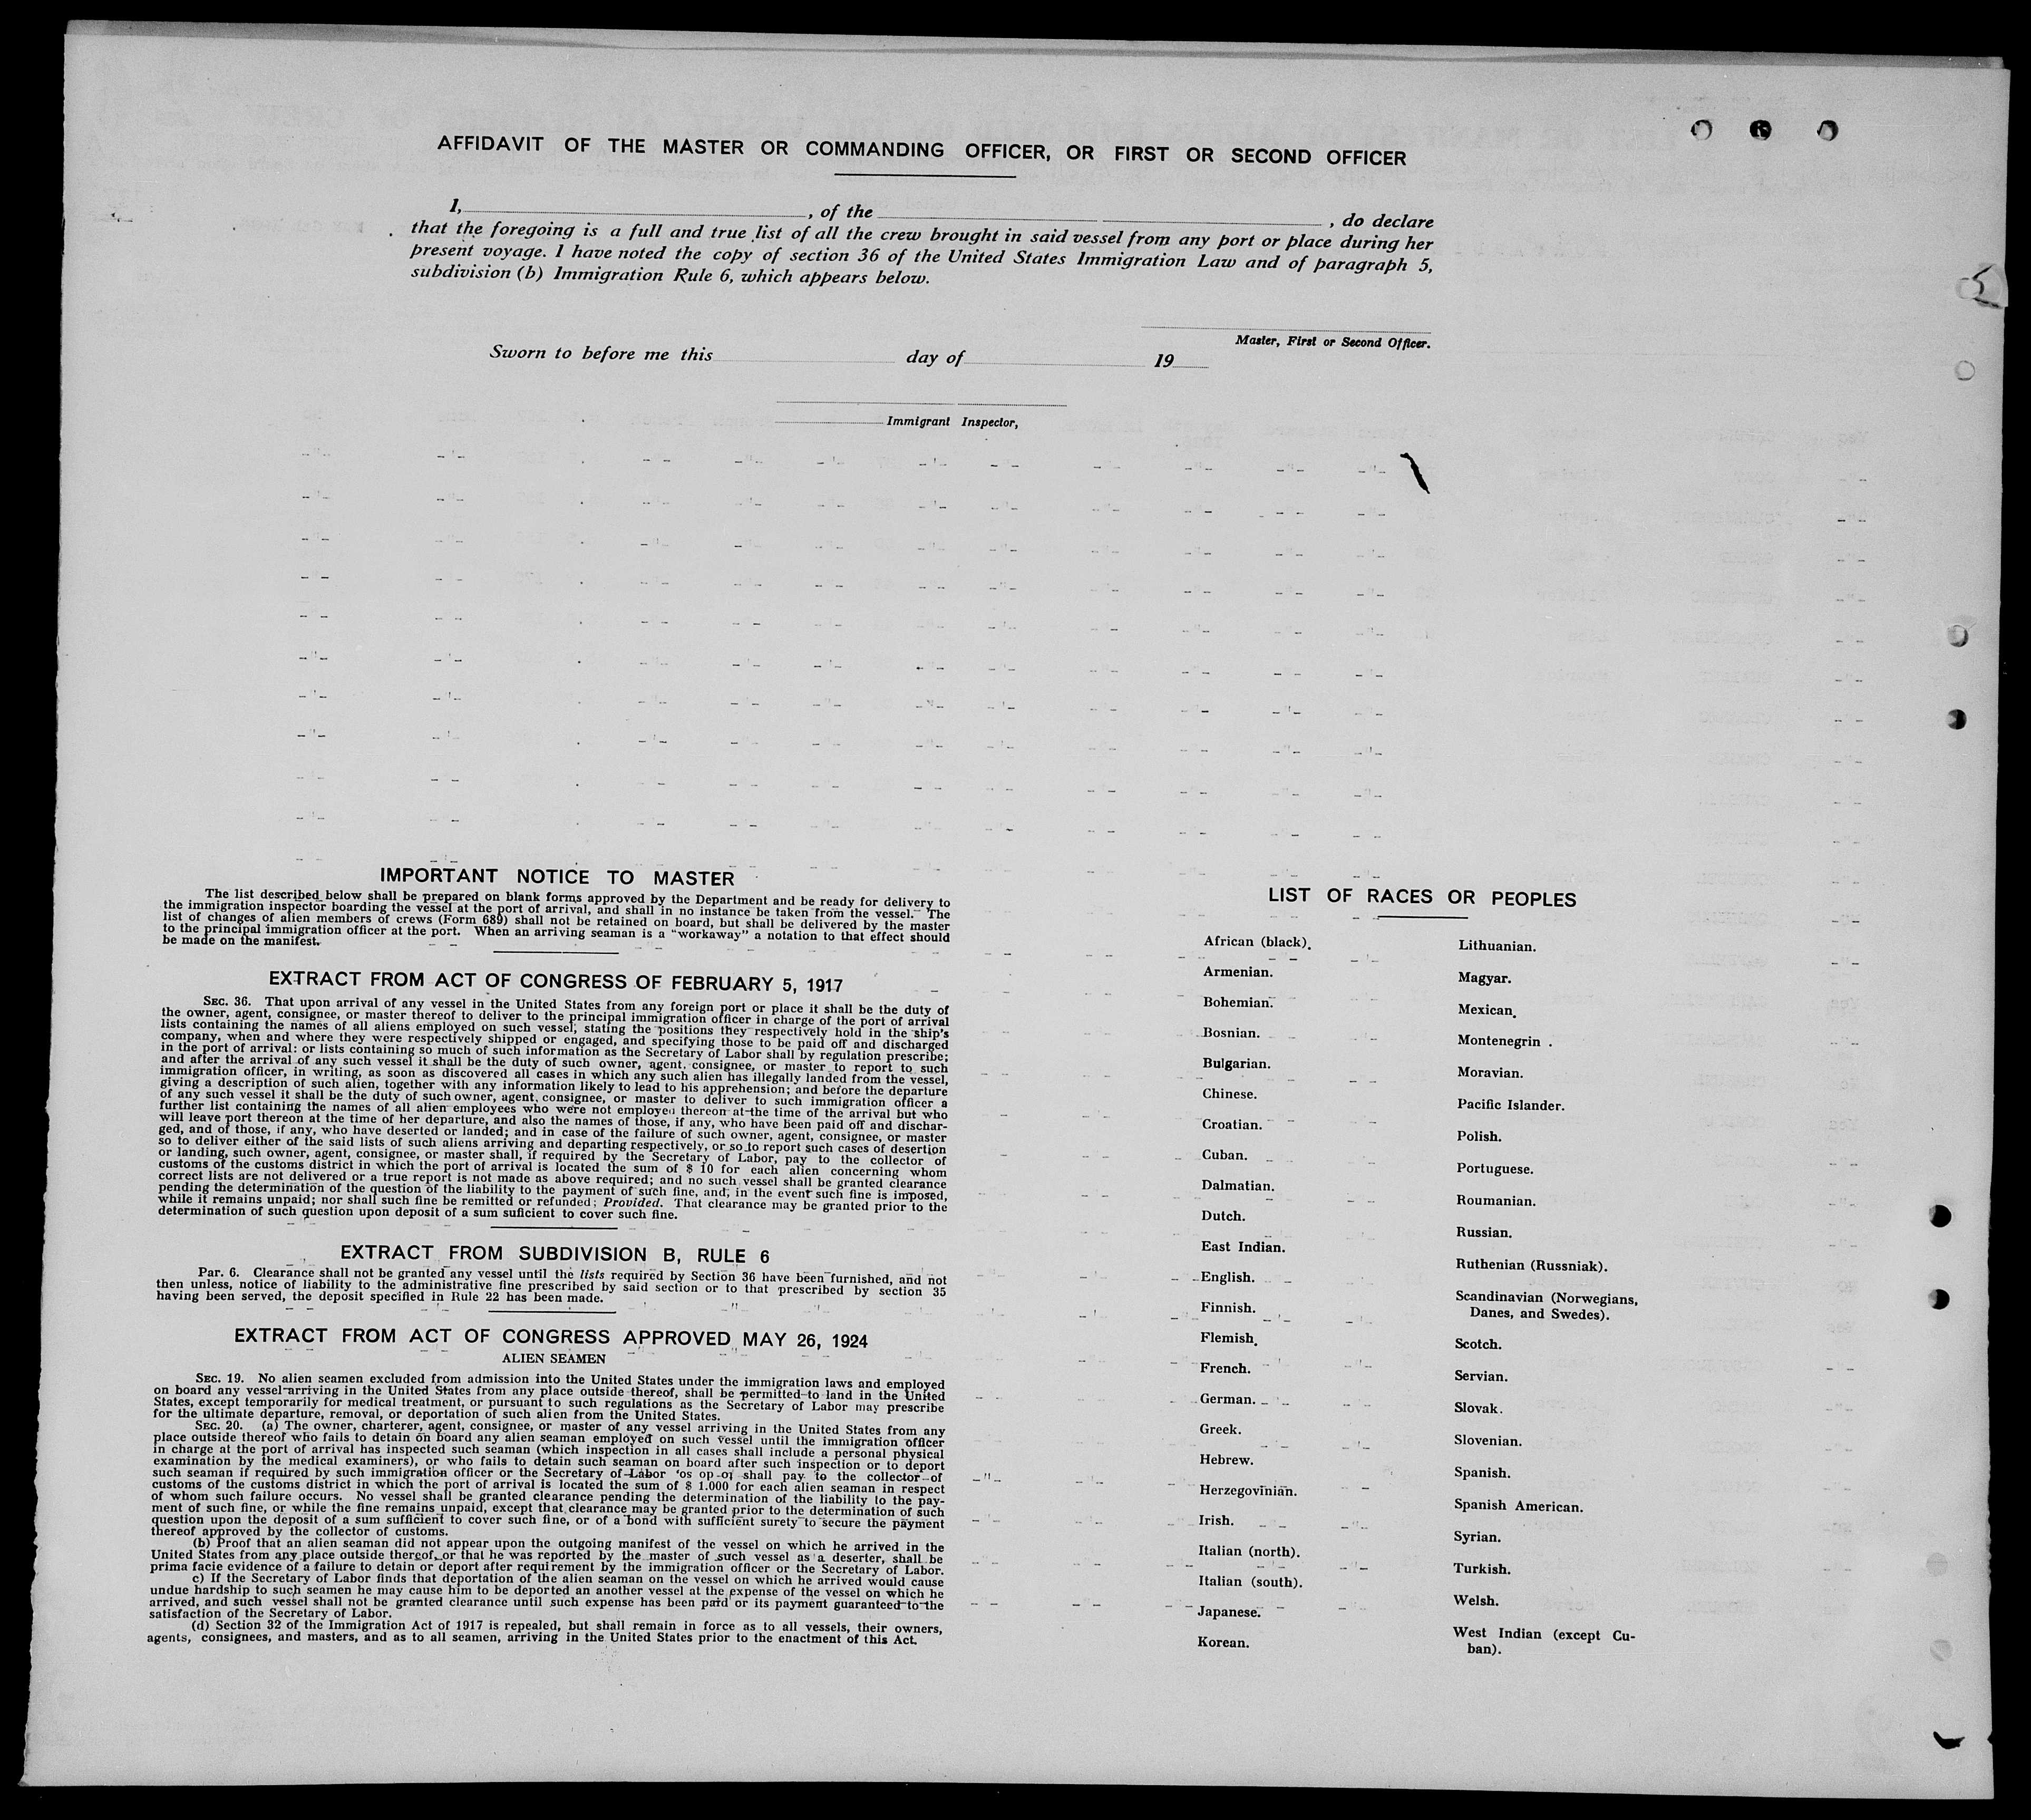 AFFIDAVIT OF THE MASTER OR COMMANDING OFFICER, OR FIRST OR SECOND OFFICER
I, , of the , do declare
that the foregoing is a full and true list of all the crew brought in said vessel from any port or place during her
present voyage. I have noted the copy of section 36 of the United States Immigration Law and of paragraph 5,
subdivision (b) Immigration Rule 6, which appears below.
Master, First or Second Officer.
Sworn to before me this day of 19
Immigrant Inspector,
IMPORTANT NOTICE TO MASTER
The list described below shall be prepared on blank forms approved by the Department and be ready for delivery to
the immigration inspector boarding the vessel at the port of arrival, and shall in no instance be taken from the vessel. The
list of changes of alien members of crews (Form 689) shall not be retained on board, but shall be delivered by the master
to the principal immigration officer at the port. When an arriving seaman is a "workaway" a notation to that effect should
be made on the manifest.
EXTRACT FROM ACT OF CONGRESS OF FEBRUARY 5, 1917
SEC. 36. That upon arrival of any vessel in the United States from any foreign port or place it shall be the duty of
the owner, agent, consignee, or master thereof to deliver to the principal immigration officer in charge of the port of arrival
lists containing the names of all aliens employed on such vessel, stating the positions they respectively hold in the ship's
company, when and where they were respectively shipped or engaged, and specifying those to be paid off and discharged
in the port of arrival: or lists containing so much of such information as the Secretary of Labor shall by regulation prescribe;
and after the arrival of any such vessel it shall be the duty of such owner, agent, consignee, or master to report to such
immigration officer, in writing, as soon as discovered all cases in which any such alien has illegally landed from the vessel,
giving a description of such alien, together with any information likely to lead to his apprehension; and before the departure
of any such vessel it shall be the duty of such owner, agent, consignee, or master to deliver to such immigration officer a
further list containing the names of all alien employees who were not employed thereon at the time of the arrival but who
will leave port thereon at the time of her departure, and also the names of those, if any, who have been paid off and dischar-
ged, and of those, if any, who have deserted or landed; and in case of the failure of such owner, agent, consignee, or master
so to deliver either of the said lists of such aliens arriving and departing respectively, or so to report such cases of desertion
or landing, such owner, agent, consignee, or master shall, if required by the Secretary of Labor, pay to the collector of
customs of the customs district in which the port of arrival is located the sum of $ 10 for each alien concerning whom
correct lists are not delivered or a true report is not made as above required; and no such vessel shall be granted clearance
pending the determination of the question of the liability to the payment of such fine, and, in the event such fine is imposed,
while it remains unpaid; nor shall such fine be remitted or refunded; Provided. That clearance may be granted prior to the
determination of such question upon deposit of a sum suficient to cover such fine.
EXTRACT FROM SUBDIVISION B, RULE 6
Par. 6. Clearance shall not be granted any vessel until the lists required by Section 36 have been furnished, and not
then unless, notice of liability to the administrative fine prescribed by said section or to that prescribed by section 35
having been served, the deposit specified in Rule 22 has been made.
EXTRACT FROM ACT OF CONGRESS APPROVED MAY 26, 1924
ALIEN SEAMEN
SEC. 19. No alien seamen excluded from admission into the United States under the immigration laws and employed
on board any vessel arriving in the United States from any place outside thereof, shall be permitted to land in the United
States, except temporarily for medical treatment, or pursuant to such regulations as the Secretary of Labor may prescribe
for the ultimate departure, removal, or deportation of such alien from the United States.
SEC. 20. (a) The owner, charterer, agent, consignee, or master of any vessel arriving in the United States from any
place outside thereof who fails to detain on board any alien seaman employed on such vessel until the immigration officer
in charge at the port of arrival has inspected such seaman (which inspection in all cases shall include a personal physical
examination by the medical examiners), or who fails to detain such seaman on board after such inspection or to deport
such seaman if required by such immigration officer or the Secretary of Labor 'os op oɟ shall pay to the collector of
customs of the customs district in which the port of arrival is located the sum of $ 1.000 for each alien seaman in respect
of whom such failure occurs. No vessel shall be granted clearance pending the determination of the liability to the pay-
ment of such fine, or while the fine remains unpaid, except that clearance may be granted prior to the determination of such
question upon the deposit of a sum sufficient to cover such fine, or of a bond with sufficient surety to secure the payment
thereof approved by the collector of customs.
(b) Proof that an alien seaman did not appear upon the outgoing manifest of the vessel on which he arrived in the
United States from any place outside thereof, or that he was reported by the master of such vessel as a deserter, shall be
prima facie evidence of a failure to detain or deport after requirement by the immigration officer or the Secretary of Labor.
c) If the Secretary of Labor finds that deportation of the alien seaman on the vessel on which he arrived would cause
undue hardship to such seamen he may cause him to be deported an another vessel at the expense of the vessel on which he
arrived, and such vessel shall not be granted clearance until such expense has been paid or its payment guaranteed to the
satisfaction of the Secretary of Labor.
(d) Section 32 of the Immigration Act of 1917 is repealed, but shall remain in force as to all vessels, their owners,
agents, consignees, and masters, and as to all seamen, arriving in the United States prior to the enactment of this Act.
LIST OF RACES OR PEOPLES
African (black).
Armenian.
Bohemian.
Bosnian.
Bulgarian.
Chinese.
Croatian.
Cuban.
Dalmatian.
Dutch.
East Indian.
English.
Finnish.
Flemish.
French.
German.
Greek.
Hebrew.
Herzegovinian.
Irish.
Italian (north).
Italian (south).
Japanese.
Korean.
Lithuanian.
Magyar.
Mexican.
Montenegrin .
Moravian.
Pacific Islander.
Polish.
Portuguese.
Roumanian.
Russian.
Ruthenian (Russniak).
Scandinavian (Norwegians,
Danes, and Swedes).
Scotch.
Servian.
Slovak.
Slovenian.
Spanish.
Spanish American.
Syrian.
Turkish.
Welsh.
West Indian (except Cu-
ban).